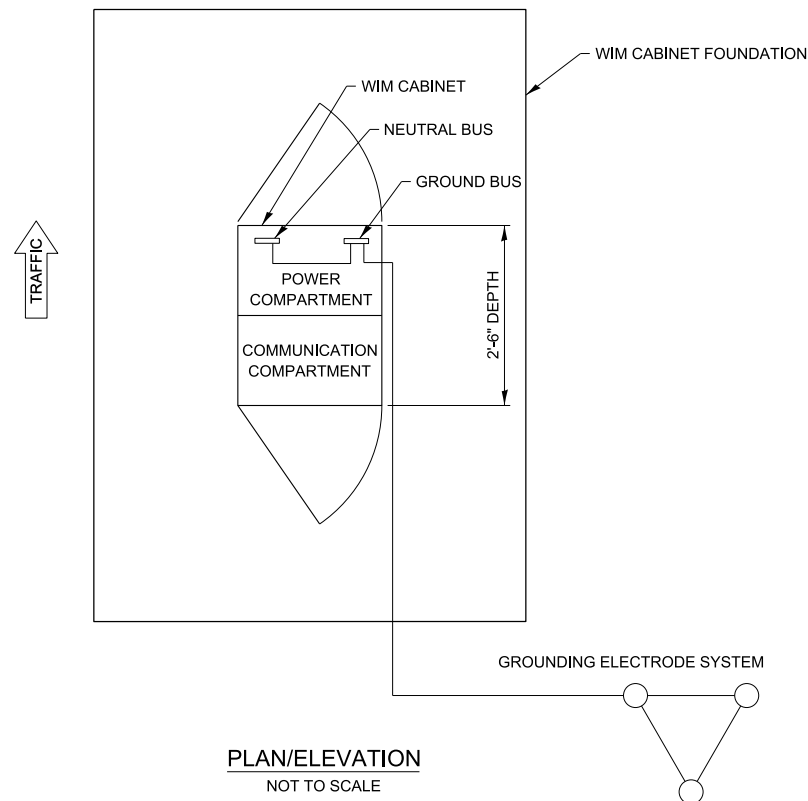 WIM CABINET FOUNDATION
WIM CABINET
NEUTRAL BUS
GROUND BUS
TRAFFIC
POWER
COMPARTMENT
2'-6" DEPTH
COMMUNICATION
COMPARTMENT
GROUNDING ELECTRODE SYSTEM
PLAN/ELEVATION
NOT TO SCALE